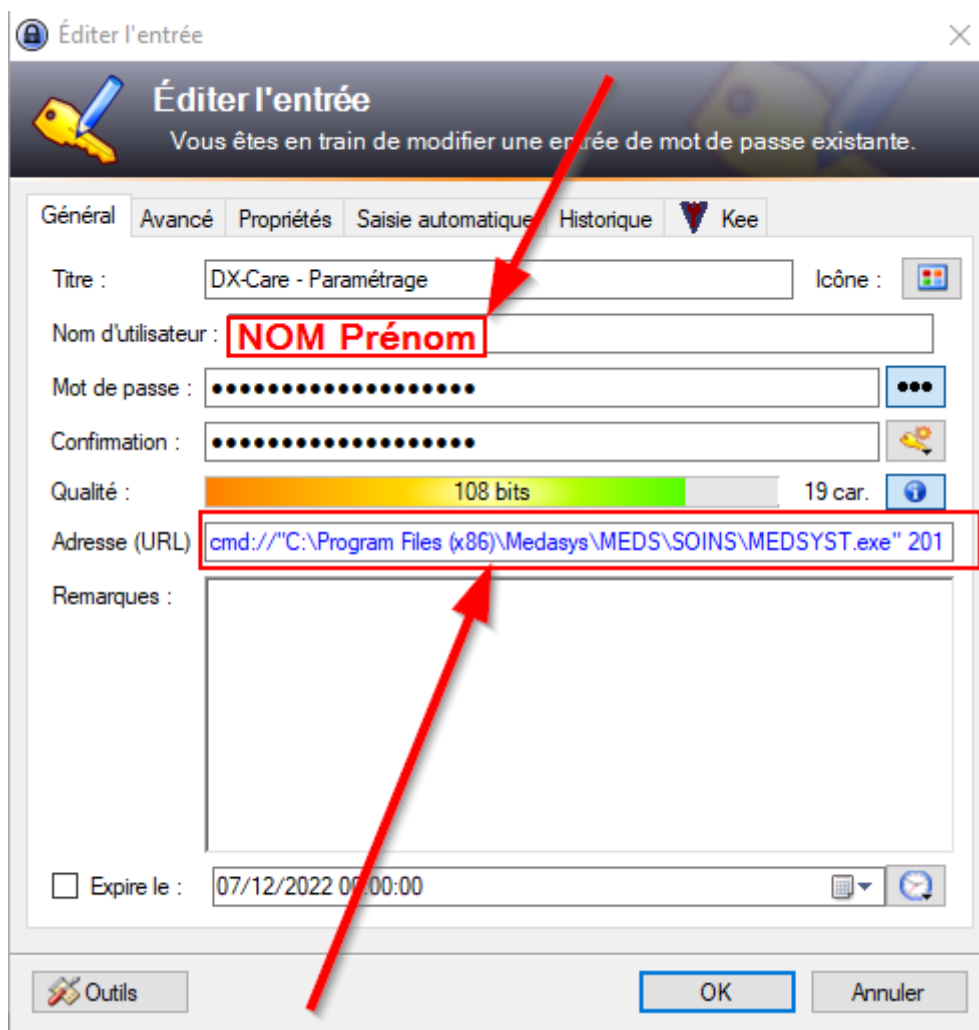 Éditer l'entrée
Éditer l'entrée
Vous êtes en train de modifier une entrée de mot de passe existante.
Général Avancé Propriétés Saisie automatique Historique Kee
Titre : DX-Care - Paramétrage Icône :
Nom d'utilisateur : NOM Prénom
Mot de passe : ●●●●●●●●●●●●●●●●●●● ●●●
Confirmation : ●●●●●●●●●●●●●●●●●●●
Qualité : 108 bits 19 car.
Adresse (URL) cmd://"C:\Program Files (x86)\Medasys\MEDS\SOINS\MEDSYST.exe" 201
Remarques :
Expire le : 07/12/2022 00:00:00
Outils OK Annuler